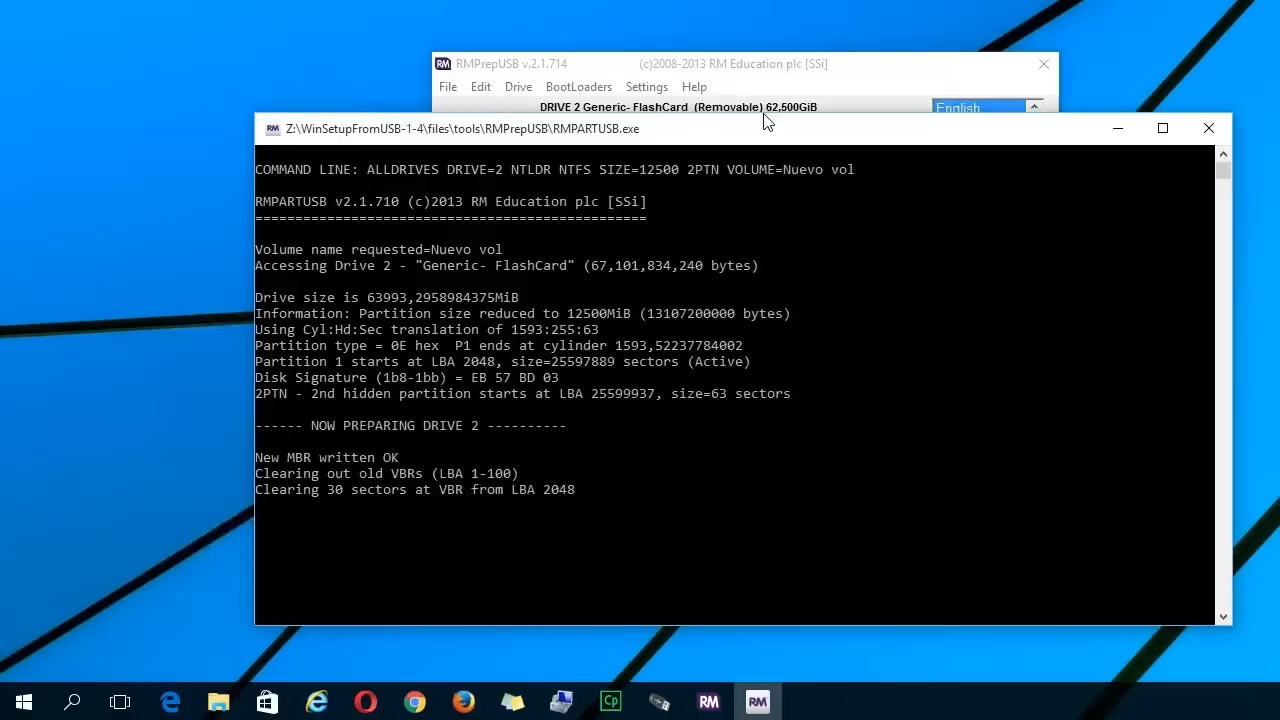 RM RMPrepUSB v.2.1.714 (c)2008-2013 RM Education plc [SSi]
File Edit Drive BootLoaders Settings Help
DRIVE 2 Generic- FlashCard (Removable) 62,500GiB English
RM Z:\WinSetupFromUSB-1-4\files\tools\RMPrepUSB\RMPARTUSB.exe
COMMAND LINE: ALLDRIVES DRIVE=2 NTLDR NTFS SIZE=12500 2PTN VOLUME=Nuevo vol
RMPARTUSB v2.1.710 (c)2013 RM Education plc [SSi]
=================================================
Volume name requested=Nuevo vol
Accessing Drive 2 - "Generic- FlashCard" (67,101,834,240 bytes)
Drive size is 63993,2958984375MiB
Information: Partition size reduced to 12500MiB (13107200000 bytes)
Using Cyl:Hd:Sec translation of 1593:255:63
Partition type = 0E hex  P1 ends at cylinder 1593,52237784002
Partition 1 starts at LBA 2048, size=25597889 sectors (Active)
Disk Signature (1b8-1bb) = EB 57 BD 03
2PTN - 2nd hidden partition starts at LBA 25599937, size=63 sectors
------ NOW PREPARING DRIVE 2 ----------
New MBR written OK
Clearing out old VBRs (LBA 1-100)
Clearing 30 sectors at VBR from LBA 2048
Cp RM RM